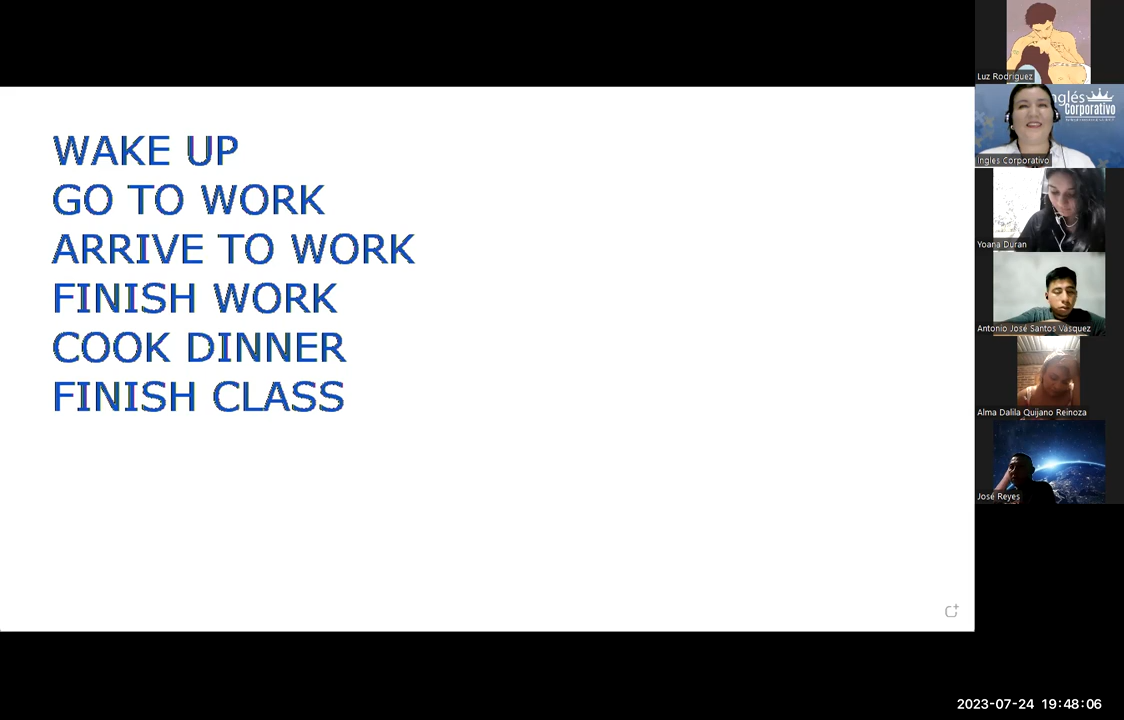 WAKE UP
GO TO WORK
ARRIVE TO WORK
FINISH WORK
COOK DINNER
FINISH CLASS
Luz Rodriguez
Inglés
Corporativo
Ingles Corporativo
Yoana Duran
Antonio José Santos Vásquez
Alma Dalila Quijano Reinoza
José Reyes
2023-07-24 19:48:06